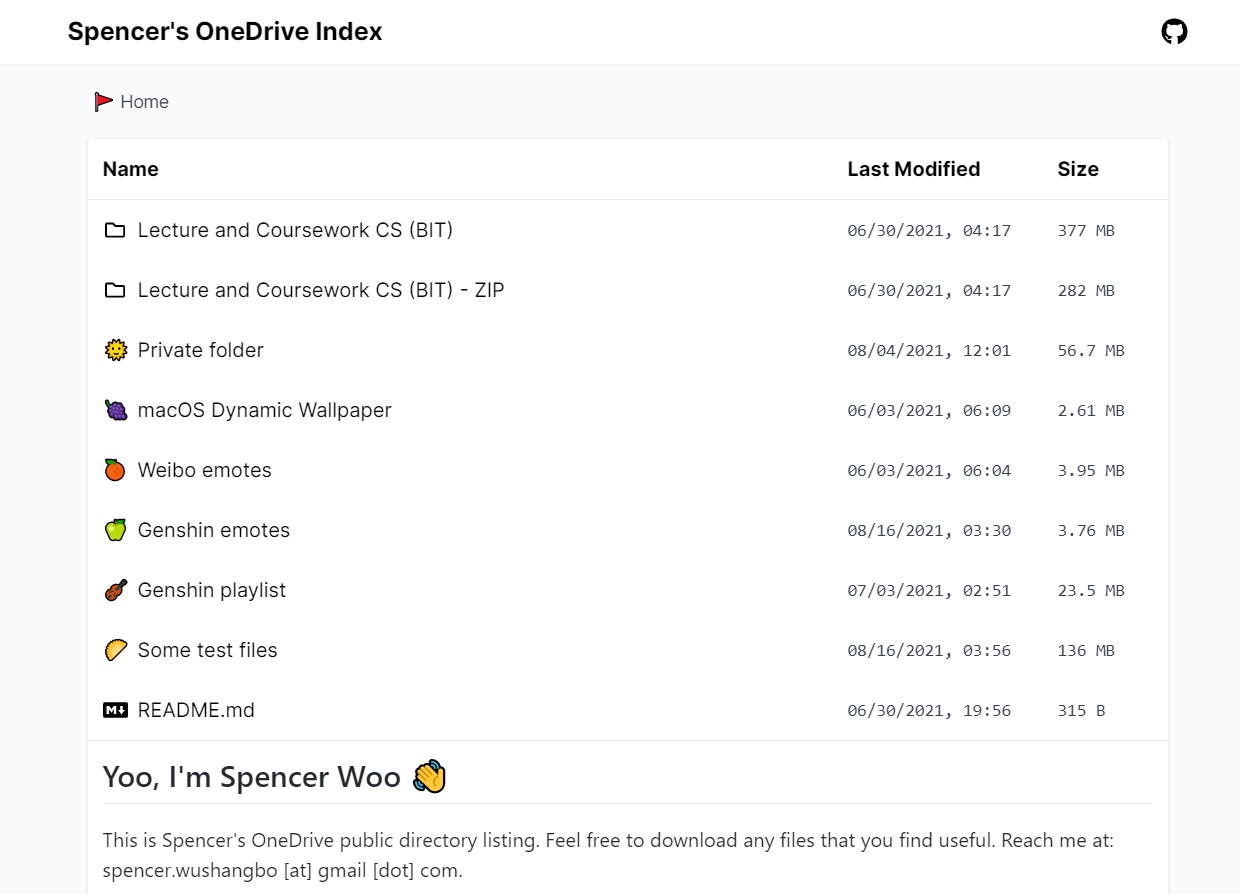 Spencer's OneDrive Index
Home
Name Last Modified Size
Lecture and Coursework CS (BIT) 06/30/2021, 04:17 377 MB
Lecture and Coursework CS (BIT) - ZIP 06/30/2021, 04:17 282 MB
Private folder 08/04/2021, 12:01 56.7 MB
macOS Dynamic Wallpaper 06/03/2021, 06:09 2.61 MB
Weibo emotes 06/03/2021, 06:04 3.95 MB
Genshin emotes 08/16/2021, 03:30 3.76 MB
Genshin playlist 07/03/2021, 02:51 23.5 MB
Some test files 08/16/2021, 03:56 136 MB
README.md 06/30/2021, 19:56 315 B
Yoo, I'm Spencer Woo 👋
This is Spencer's OneDrive public directory listing. Feel free to download any files that you find useful. Reach me at:
spencer.wushangbo [at] gmail [dot] com.